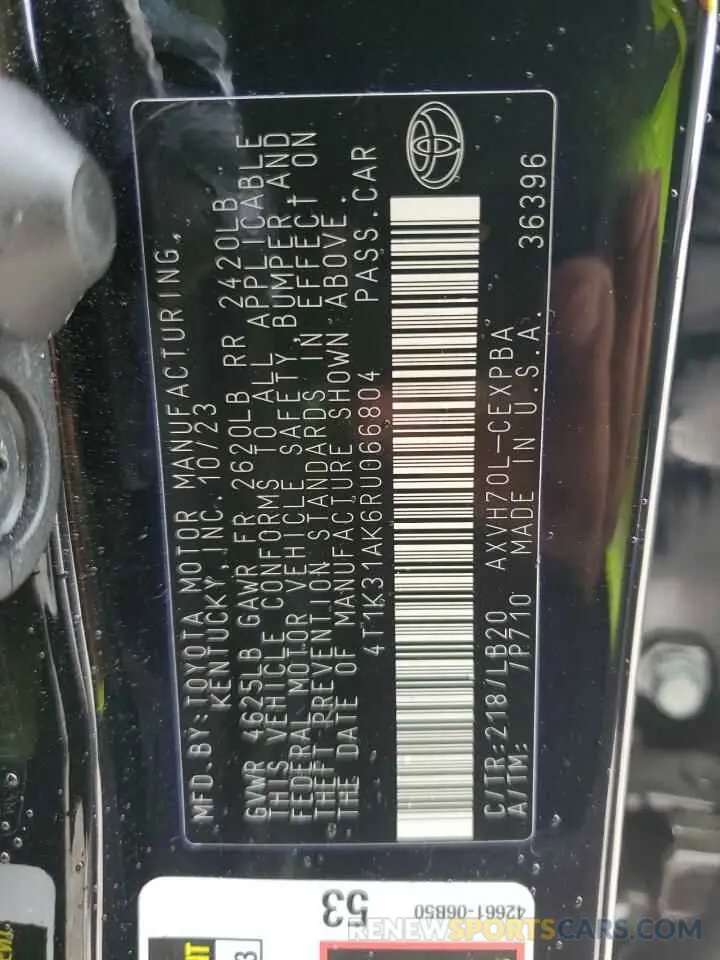 MFD. BY: TOYOTA MOTOR MANUFACTURING,
KENTUCKY, INC. 10/23
GVWR 4625LB GAWR FR 2620LB RR 2420LB
THIS VEHICLE CONFORMS TO ALL APPLICABLE
FEDERAL MOTOR VEHICLE SAFETY, BUMPER, AND
THEFT PREVENTION STANDARDS IN EFFECT ON
THE DATE OF MANUFACTURE SHOWN ABOVE.
4T1K31AK6RU066804 PASS.CAR
C/TR:218/LB20 AXVH70L-CEXPBA 36396
A/TM: /P710 MADE IN U.S.A.
53
42661-06B50
RENEWSPORTSCARS.COM